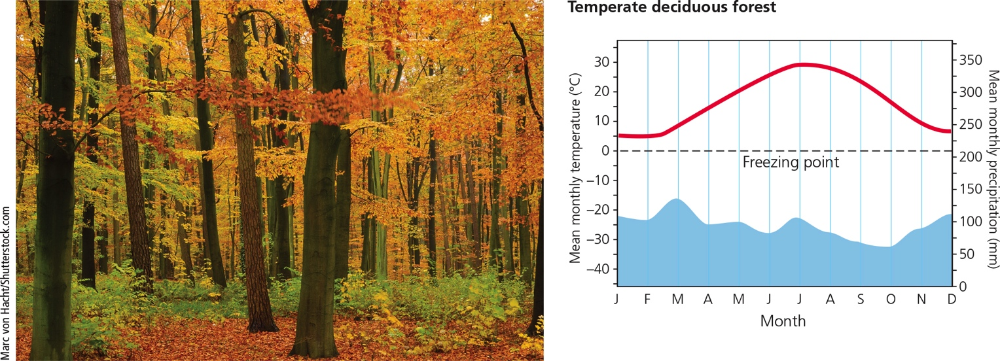 Marc von Hacht/Shutterstock.com
Temperate deciduous forest
Mean monthly temperature (°C)
30
20
10
0
–10
–20
–30
–40
Freezing point
350
300
250
200
150
100
50
0
Mean monthly precipitation (mm)
J F M A M J J A S O N D
Month